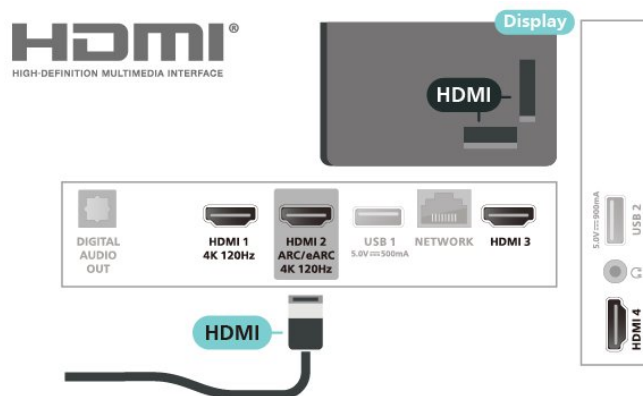 HDMI®
HIGH-DEFINITION MULTIMEDIA INTERFACE
Display
HDMI
DIGITAL
AUDIO
OUT
HDMI 1
4K 120Hz
HDMI 2
ARC/eARC
4K 120Hz
USB 1
5.0V⎓500mA
NETWORK
HDMI 3
HDMI
5.0V⎓900mA
USB 2
HDMI 4